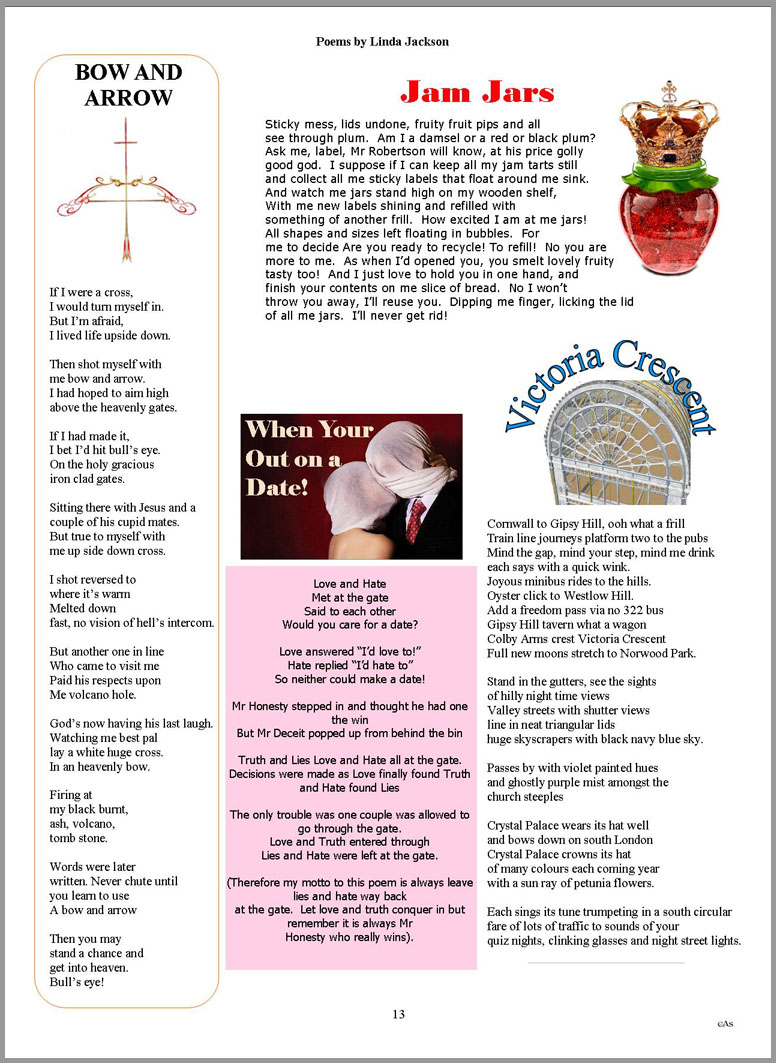 Poems by Linda Jackson
BOW AND
ARROW
If I were a cross,
I would turn myself in.
But I'm afraid,
I lived life upside down.
Then shot myself with
me bow and arrow.
I had hoped to aim high
above the heavenly gates.
If I had made it,
I bet I'd hit bull's eye.
On the holy gracious
iron clad gates.
Sitting there with Jesus and a
couple of his cupid mates.
But true to myself with
me up side down cross.
I shot reversed to
where it's warm
Melted down
fast, no vision of hell's intercom.
But another one in line
Who came to visit me
Paid his respects upon
Me volcano hole.
God's now having his last laugh.
Watching me best pal
lay a white huge cross.
In an heavenly bow.
Firing at
my black burnt,
ash, volcano,
tomb stone.
Words were later
written. Never chute until
you learn to use
A bow and arrow
Then you may
stand a chance and
get into heaven.
Bull's eye!
Jam Jars
Sticky mess, lids undone, fruity fruit pips and all
see through plum. Am I a damsel or a red or black plum?
Ask me, label, Mr Robertson will know, at his price golly
good god. I suppose if I can keep all my jam tarts still
and collect all me sticky labels that float around me sink.
And watch me jars stand high on my wooden shelf,
With me new labels shining and refilled with
something of another frill. How excited I am at me jars!
All shapes and sizes left floating in bubbles. For
me to decide Are you ready to recycle! To refill! No you are
more to me. As when I'd opened you, you smelt lovely fruity
tasty too! And I just love to hold you in one hand, and
finish your contents on me slice of bread. No I won't
throw you away, I'll reuse you. Dipping me finger, licking the lid
of all me jars. I'll never get rid!
When Your
Out on a
Date!
Love and Hate
Met at the gate
Said to each other
Would you care for a date?
Love answered "I'd love to!"
Hate replied "I'd hate to"
So neither could make a date!
Mr Honesty stepped in and thought he had one
the win
But Mr Deceit popped up from behind the bin
Truth and Lies Love and Hate all at the gate.
Decisions were made as Love finally found Truth
and Hate found Lies
The only trouble was one couple was allowed to
go through the gate.
Love and Truth entered through
Lies and Hate were left at the gate.
(Therefore my motto to this poem is always leave
lies and hate way back
at the gate. Let love and truth conquer in but
remember it is always Mr
Honesty who really wins).
Victoria Crescent
Cornwall to Gipsy Hill, ooh what a frill
Train line journeys platform two to the pubs
Mind the gap, mind your step, mind me drink
each says with a quick wink.
Joyous minibus rides to the hills.
Oyster click to Westlow Hill.
Add a freedom pass via no 322 bus
Gipsy Hill tavern what a wagon
Colby Arms crest Victoria Crescent
Full new moons stretch to Norwood Park.
Stand in the gutters, see the sights
of hilly night time views
Valley streets with shutter views
line in neat triangular lids
huge skyscrapers with black navy blue sky.
Passes by with violet painted hues
and ghostly purple mist amongst the
church steeples
Crystal Palace wears its hat well
and bows down on south London
Crystal Palace crowns its hat
of many colours each coming year
with a sun ray of petunia flowers.
Each sings its tune trumpeting in a south circular
fare of lots of traffic to sounds of your
quiz nights, clinking glasses and night street lights.
13